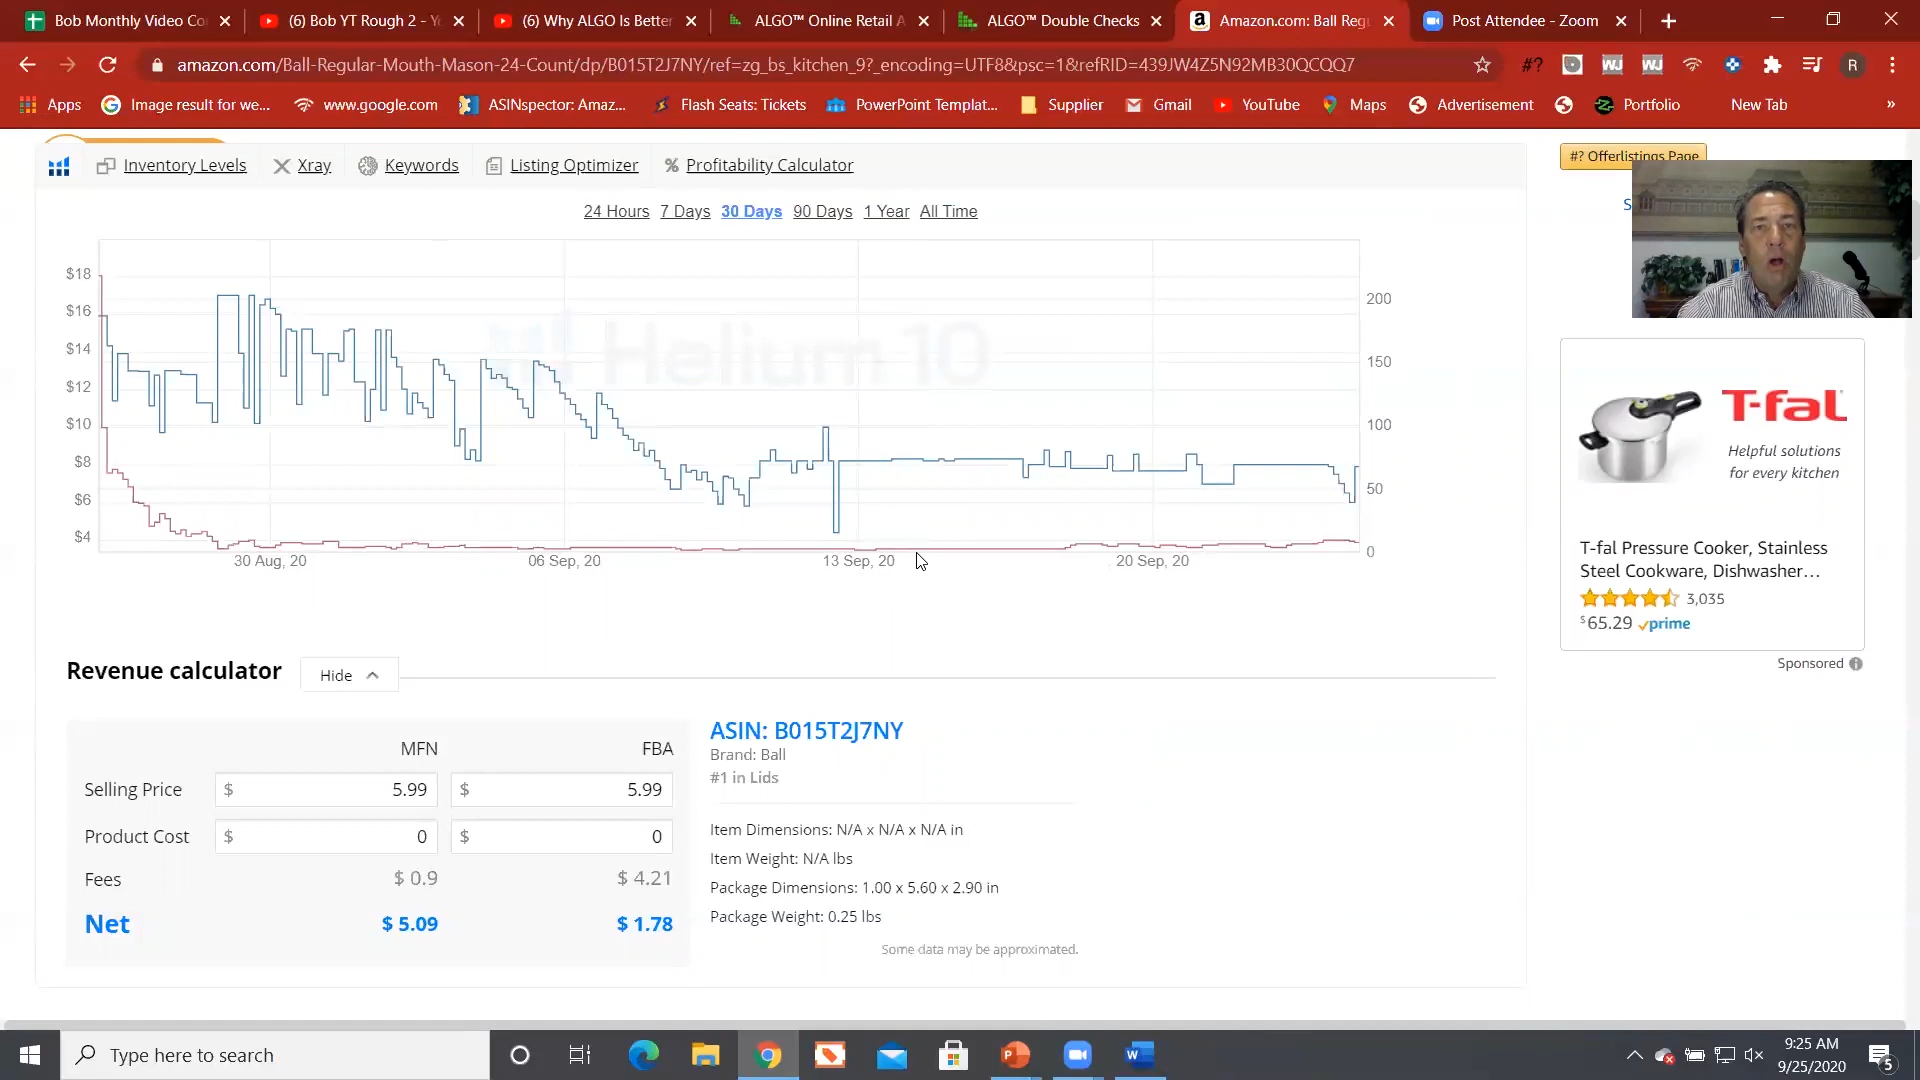 Bob Monthly Video Co
(6) Bob YT Rough 2 - Y
(6) Why ALGO Is Better
ALGO™ Online Retail A
ALGO™ Double Checks
Amazon.com: Ball Regu
Post Attendee - Zoom
amazon.com/Ball-Regular-Mouth-Mason-24-Count/dp/B015T2J7NY/ref=zg_bs_kitchen_9?_encoding=UTF8&psc=1&refRID=439JW4Z5N92MB30QCQQ7
#?
WJ
WJ
R
Apps
Image result for we...
www.google.com
ASINspector: Amaz...
Flash Seats: Tickets
PowerPoint Templat...
Supplier
Gmail
YouTube
Maps
Advertisement
Portfolio
New Tab
»
Inventory Levels
Xray
Keywords
Listing Optimizer
Profitability Calculator
#? Offerlistings Page
S
24 Hours 7 Days 30 Days 90 Days 1 Year All Time
$18
$16
$14
$12
$10
$8
$6
$4
200
150
100
50
0
Helium 10
30 Aug, 20
06 Sep, 20
13 Sep, 20
20 Sep, 20
T-fal
Helpful solutions
for every kitchen
T-fal Pressure Cooker, Stainless
Steel Cookware, Dishwasher...
3,035
$65.29 prime
Sponsored
Revenue calculator
Hide
MFN FBA
Selling Price $ 5.99 $ 5.99
Product Cost $ 0 $ 0
Fees $ 0.9 $ 4.21
Net $ 5.09 $ 1.78
ASIN: B015T2J7NY
Brand: Ball
#1 in Lids
Item Dimensions: N/A x N/A x N/A in
Item Weight: N/A lbs
Package Dimensions: 1.00 x 5.60 x 2.90 in
Package Weight: 0.25 lbs
Some data may be approximated.
Type here to search
9:25 AM
9/25/2020
5